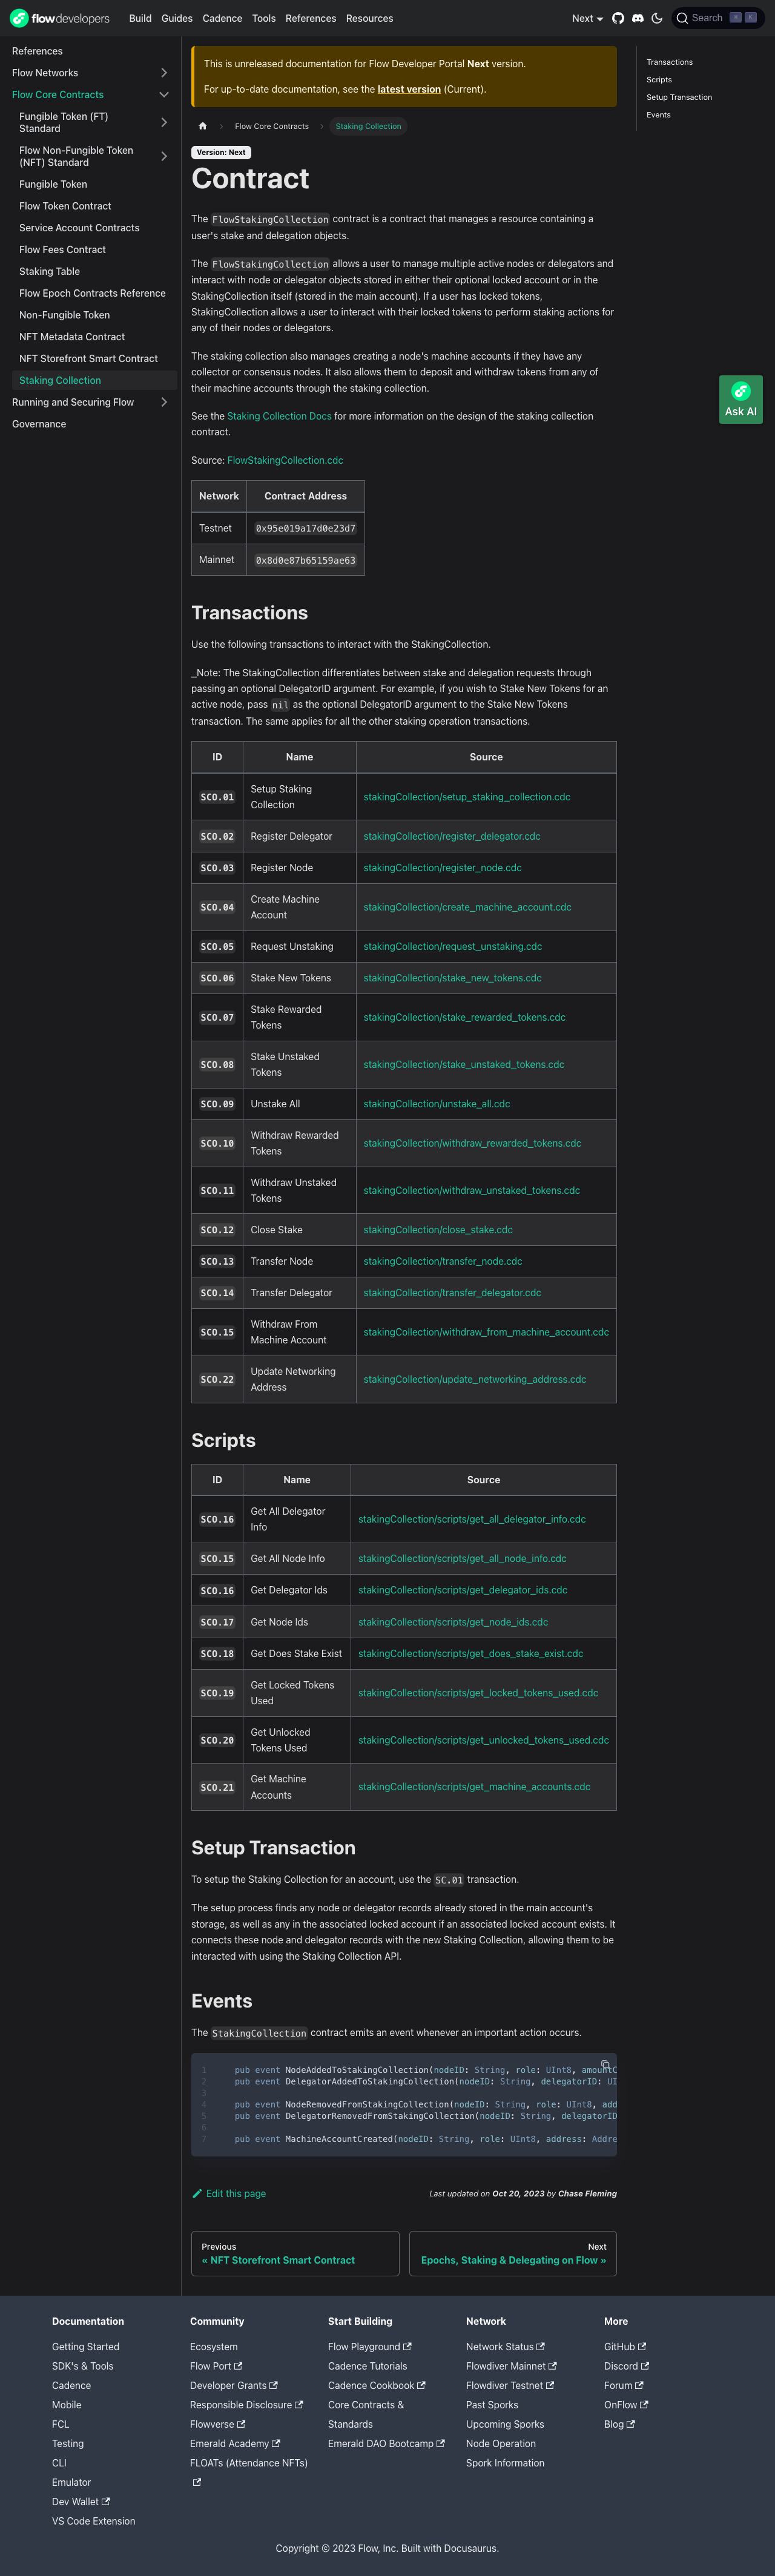 flowdevelopers Build Guides Cadence Tools References Resources Next Search ⌘ K
References
Flow Networks
Flow Core Contracts
Fungible Token (FT)
Standard
Flow Non-Fungible Token
(NFT) Standard
Fungible Token
Flow Token Contract
Service Account Contracts
Flow Fees Contract
Staking Table
Flow Epoch Contracts Reference
Non-Fungible Token
NFT Metadata Contract
NFT Storefront Smart Contract
Staking Collection
Running and Securing Flow
Governance
This is unreleased documentation for Flow Developer Portal Next version.
For up-to-date documentation, see the latest version (Current).
Flow Core Contracts Staking Collection
Version: Next
Contract
The FlowStakingCollection contract is a contract that manages a resource containing a
user's stake and delegation objects.
The FlowStakingCollection allows a user to manage multiple active nodes or delegators and
interact with node or delegator objects stored in either their optional locked account or in the
StakingCollection itself (stored in the main account). If a user has locked tokens,
StakingCollection allows a user to interact with their locked tokens to perform staking actions for
any of their nodes or delegators.
The staking collection also manages creating a node's machine accounts if they have any
collector or consensus nodes. It also allows them to deposit and withdraw tokens from any of
their machine accounts through the staking collection.
See the Staking Collection Docs for more information on the design of the staking collection
contract.
Source: FlowStakingCollection.cdc
Network Contract Address
Testnet 0x95e019a17d0e23d7
Mainnet 0x8d0e87b65159ae63
Transactions
Use the following transactions to interact with the StakingCollection.
_Note: The StakingCollection differentiates between stake and delegation requests through
passing an optional DelegatorID argument. For example, if you wish to Stake New Tokens for an
active node, pass nil as the optional DelegatorID argument to the Stake New Tokens
transaction. The same applies for all the other staking operation transactions.
ID Name Source
SCO.01 Setup Staking
Collection stakingCollection/setup_staking_collection.cdc
SCO.02 Register Delegator stakingCollection/register_delegator.cdc
SCO.03 Register Node stakingCollection/register_node.cdc
SCO.04 Create Machine
Account stakingCollection/create_machine_account.cdc
SCO.05 Request Unstaking stakingCollection/request_unstaking.cdc
SCO.06 Stake New Tokens stakingCollection/stake_new_tokens.cdc
SCO.07 Stake Rewarded
Tokens stakingCollection/stake_rewarded_tokens.cdc
SCO.08 Stake Unstaked
Tokens stakingCollection/stake_unstaked_tokens.cdc
SCO.09 Unstake All stakingCollection/unstake_all.cdc
SCO.10 Withdraw Rewarded
Tokens stakingCollection/withdraw_rewarded_tokens.cdc
SCO.11 Withdraw Unstaked
Tokens stakingCollection/withdraw_unstaked_tokens.cdc
SCO.12 Close Stake stakingCollection/close_stake.cdc
SCO.13 Transfer Node stakingCollection/transfer_node.cdc
SCO.14 Transfer Delegator stakingCollection/transfer_delegator.cdc
SCO.15 Withdraw From
Machine Account stakingCollection/withdraw_from_machine_account.cdc
SCO.22 Update Networking
Address stakingCollection/update_networking_address.cdc
Scripts
ID Name Source
SCO.16 Get All Delegator
Info stakingCollection/scripts/get_all_delegator_info.cdc
SCO.15 Get All Node Info stakingCollection/scripts/get_all_node_info.cdc
SCO.16 Get Delegator Ids stakingCollection/scripts/get_delegator_ids.cdc
SCO.17 Get Node Ids stakingCollection/scripts/get_node_ids.cdc
SCO.18 Get Does Stake Exist stakingCollection/scripts/get_does_stake_exist.cdc
SCO.19 Get Locked Tokens
Used stakingCollection/scripts/get_locked_tokens_used.cdc
SCO.20 Get Unlocked
Tokens Used stakingCollection/scripts/get_unlocked_tokens_used.cdc
SCO.21 Get Machine
Accounts stakingCollection/scripts/get_machine_accounts.cdc
Setup Transaction
To setup the Staking Collection for an account, use the SC.01 transaction.
The setup process finds any node or delegator records already stored in the main account's
storage, as well as any in the associated locked account if an associated locked account exists. It
connects these node and delegator records with the new Staking Collection, allowing them to be
interacted with using the Staking Collection API.
Events
The StakingCollection contract emits an event whenever an important action occurs.
1 pub event NodeAddedToStakingCollection(nodeID: String, role: UInt8, amountC
2 pub event DelegatorAddedToStakingCollection(nodeID: String, delegatorID: UI
3
4 pub event NodeRemovedFromStakingCollection(nodeID: String, role: UInt8, add
5 pub event DelegatorRemovedFromStakingCollection(nodeID: String, delegatorID
6
7 pub event MachineAccountCreated(nodeID: String, role: UInt8, address: Addre
Edit this page Last updated on Oct 20, 2023 by Chase Fleming
Previous
« NFT Storefront Smart Contract
Next
Epochs, Staking & Delegating on Flow »
Transactions
Scripts
Setup Transaction
Events
Ask AI
Documentation
Getting Started
SDK's & Tools
Cadence
Mobile
FCL
Testing
CLI
Emulator
Dev Wallet
VS Code Extension
Community
Ecosystem
Flow Port
Developer Grants
Responsible Disclosure
Flowverse
Emerald Academy
FLOATs (Attendance NFTs)
Start Building
Flow Playground
Cadence Tutorials
Cadence Cookbook
Core Contracts &
Standards
Emerald DAO Bootcamp
Network
Network Status
Flowdiver Mainnet
Flowdiver Testnet
Past Sporks
Upcoming Sporks
Node Operation
Spork Information
More
GitHub
Discord
Forum
OnFlow
Blog
Copyright © 2023 Flow, Inc. Built with Docusaurus.